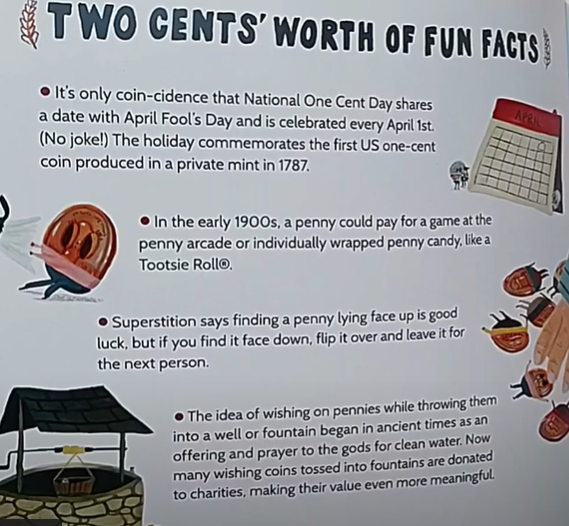 TWO CENTS' WORTH OF FUN FACTS
• It's only coin-cidence that National One Cent Day shares
a date with April Fool's Day and is celebrated every April 1st.
(No joke!) The holiday commemorates the first US one-cent
coin produced in a private mint in 1787.
APRIL
• In the early 1900s, a penny could pay for a game at the
penny arcade or individually wrapped penny candy, like a
Tootsie Roll®.
• Superstition says finding a penny lying face up is good
luck, but if you find it face down, flip it over and leave it for
the next person.
• The idea of wishing on pennies while throwing them
into a well or fountain began in ancient times as an
offering and prayer to the gods for clean water. Now
many wishing coins tossed into fountains are donated
to charities, making their value even more meaningful.